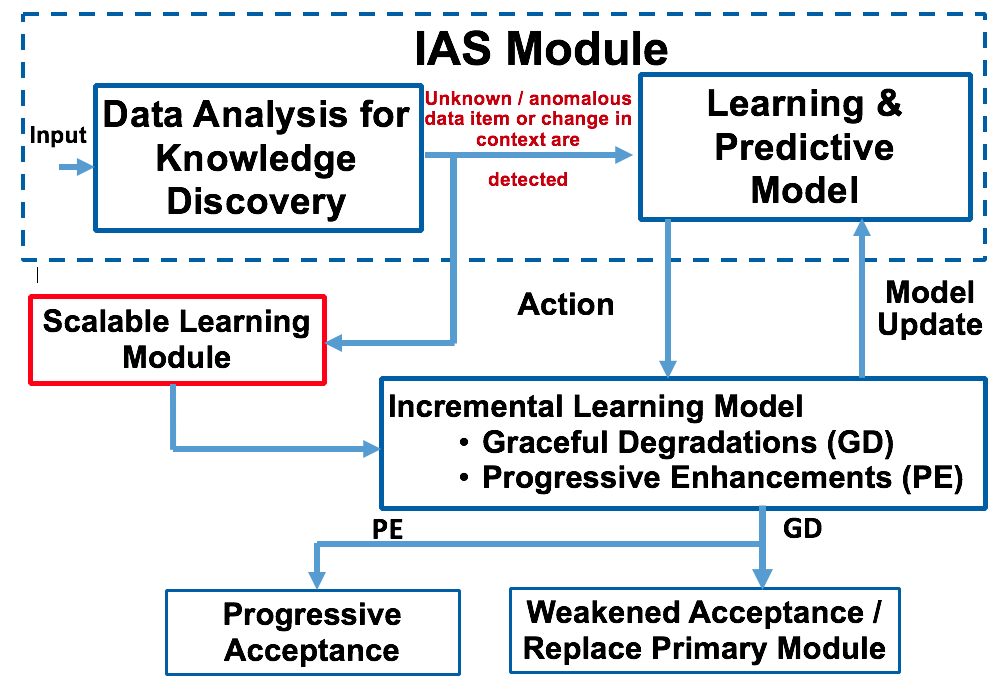 IAS Module
Input
Data Analysis for
Knowledge
Discovery
Unknown / anomalous
data item or change in
context are
detected
Learning &
Predictive
Model
Scalable Learning
Module
Action
Model
Update
Incremental Learning Model
• Graceful Degradations (GD)
• Progressive Enhancements (PE)
PE
GD
Progressive
Acceptance
Weakened Acceptance /
Replace Primary Module